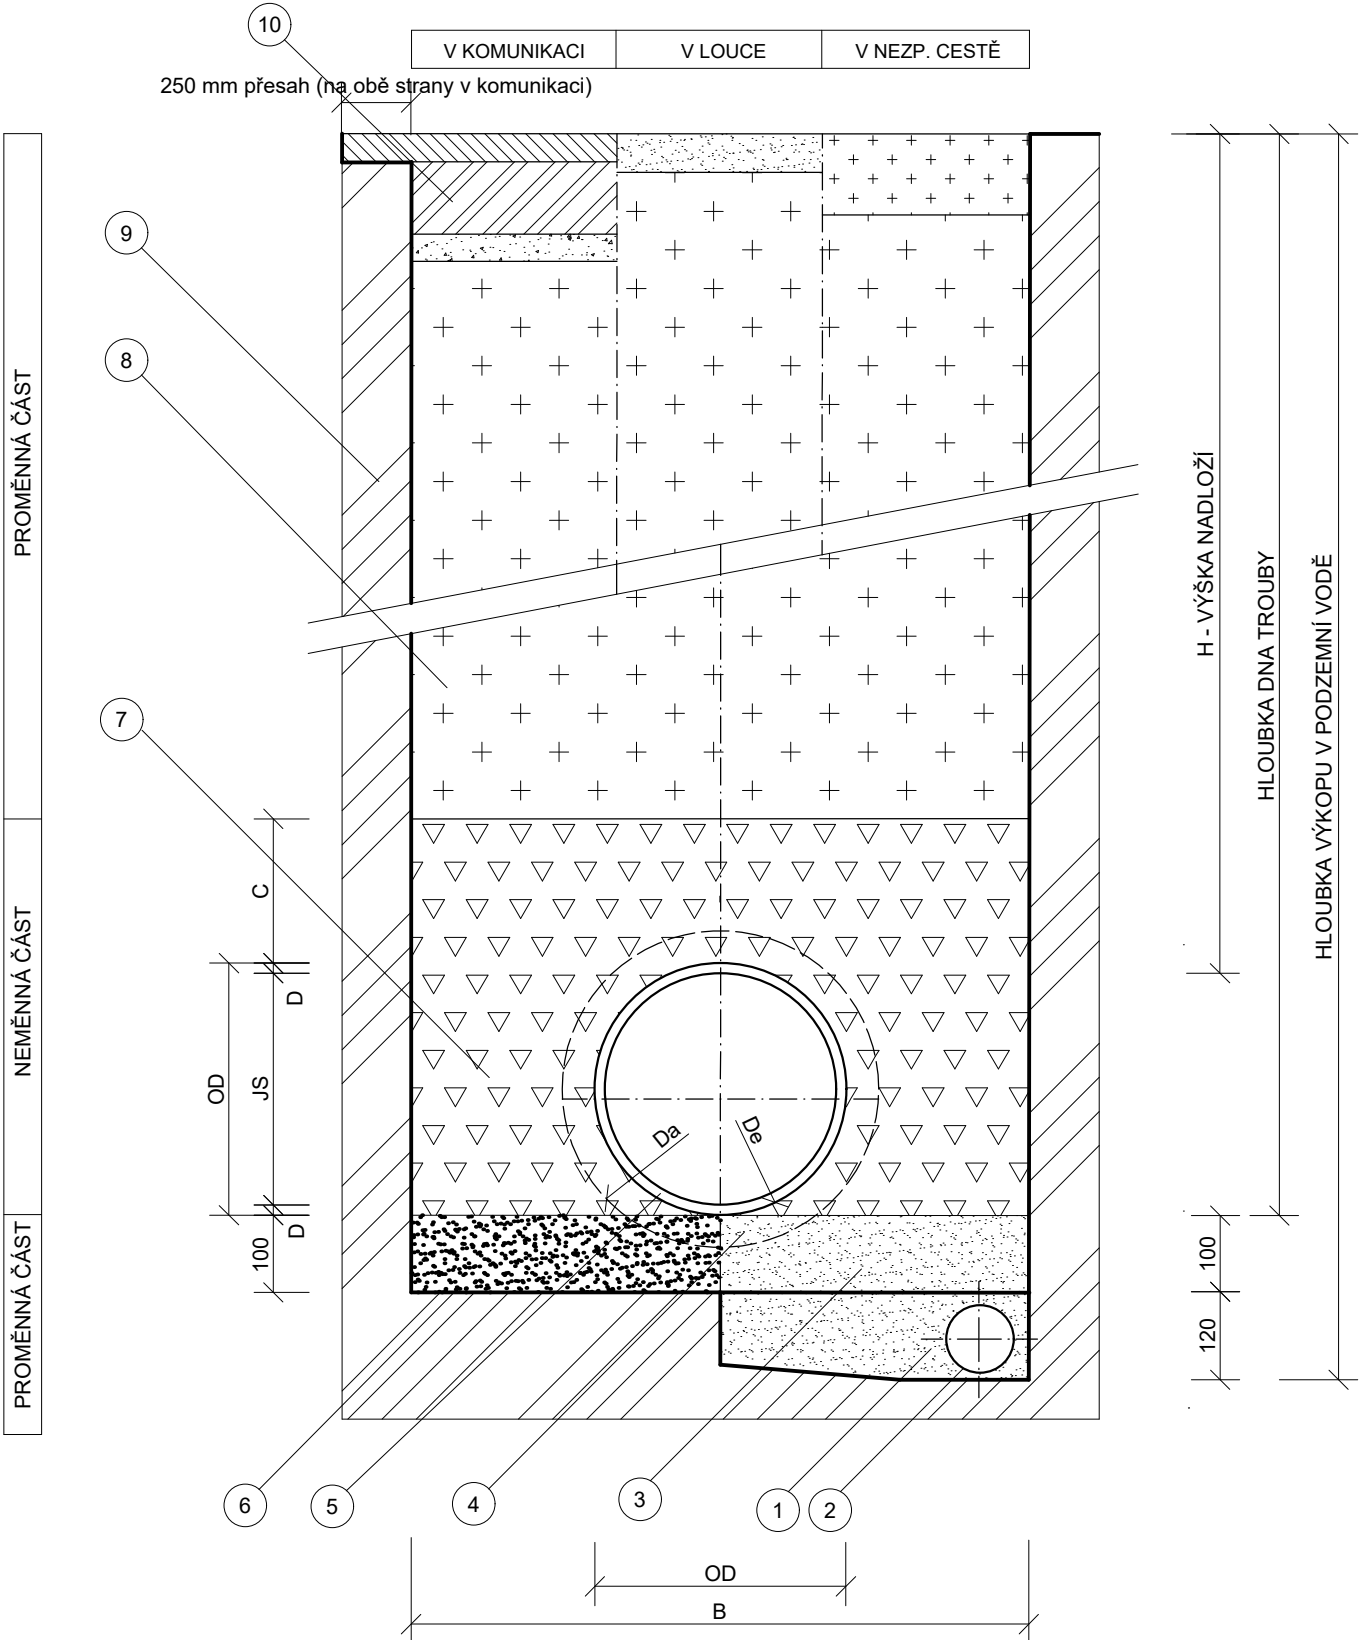 10
V KOMUNIKACI
V LOUCE
V NEZP. CESTĚ
250 mm přesah (na obě strany v komunikaci)
9
8
7
PROMĚNNÁ ČÁST
NEMĚNNÁ ČÁST
PROMĚNNÁ ČÁST
C
D
OD
JS
D
100
Da
De
H - VÝŠKA NADLOŽÍ
HLOUBKA DNA TROUBY
HLOUBKA VÝKOPU V PODZEMNÍ VODĚ
100
120
6
5
4
3
1
2
OD
B